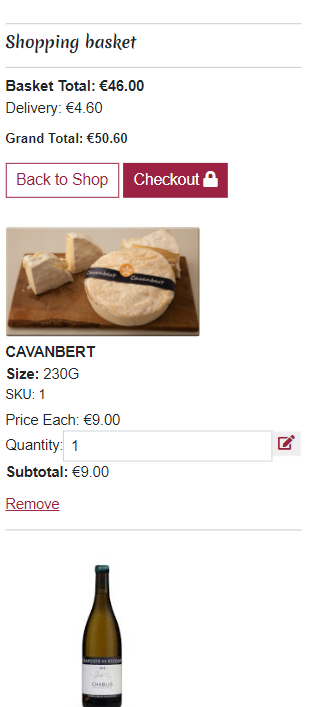 Shopping basket
Basket Total: €46.00
Delivery: €4.60
Grand Total: €50.60
Back to Shop
Checkout
Cavanbert
Cavanbert
CAVANBERT
Size: 230G
SKU: 1
Price Each: €9.00
Quantity: 1
Subtotal: €9.00
Remove
CHABLIS